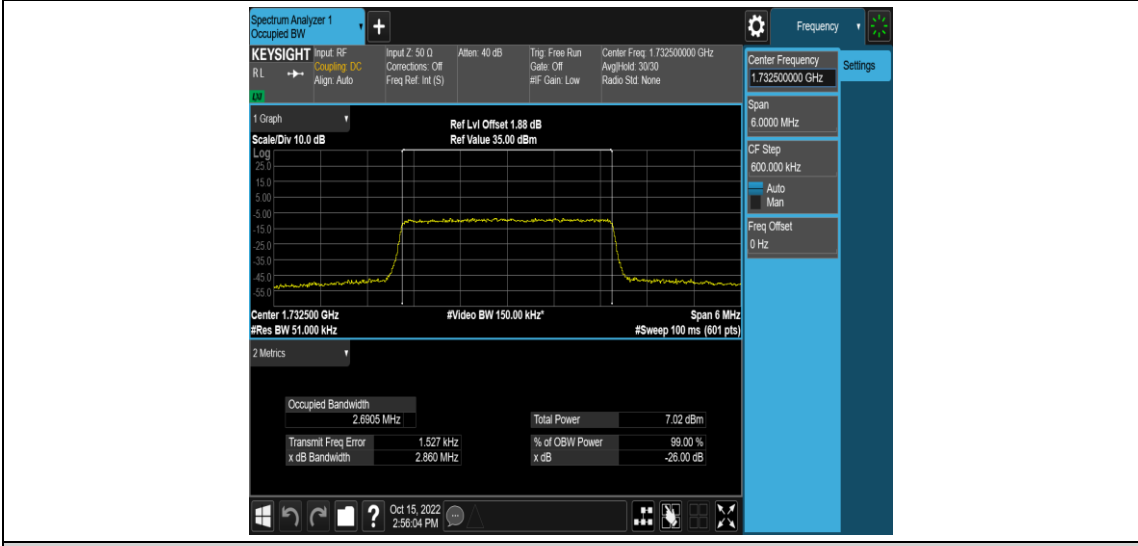 Spectrum Analyzer 1
Occupied BW
+
Frequency
KEYSIGHT
RL
LXI
Input: RF
Coupling: DC
Align: Auto
Input Z: 50 Ω
Corrections: Off
Freq Ref: Int (S)
Atten: 40 dB
Trig: Free Run
Gate: Off
#IF Gain: Low
Center Freq: 1.732500000 GHz
Avg|Hold: 30/30
Radio Std: None
Center Frequency
1.732500000 GHz
Settings
Span
6.0000 MHz
CF Step
600.000 kHz
Auto
Man
Freq Offset
0 Hz
1 Graph
Scale/Div 10.0 dB
Ref Lvl Offset 1.88 dB
Ref Value 35.00 dBm
Log
25.0
15.0
5.00
-5.00
-15.0
-25.0
-35.0
-45.0
-55.0
Center 1.732500 GHz
#Video BW 150.00 kHz*
Span 6 MHz
#Res BW 51.000 kHz
#Sweep 100 ms (601 pts)
2 Metrics
Occupied Bandwidth
2.6905 MHz
Total Power 7.02 dBm
Transmit Freq Error 1.527 kHz
% of OBW Power 99.00 %
x dB Bandwidth 2.860 MHz
x dB -26.00 dB
?
Oct 15, 2022
2:56:04 PM